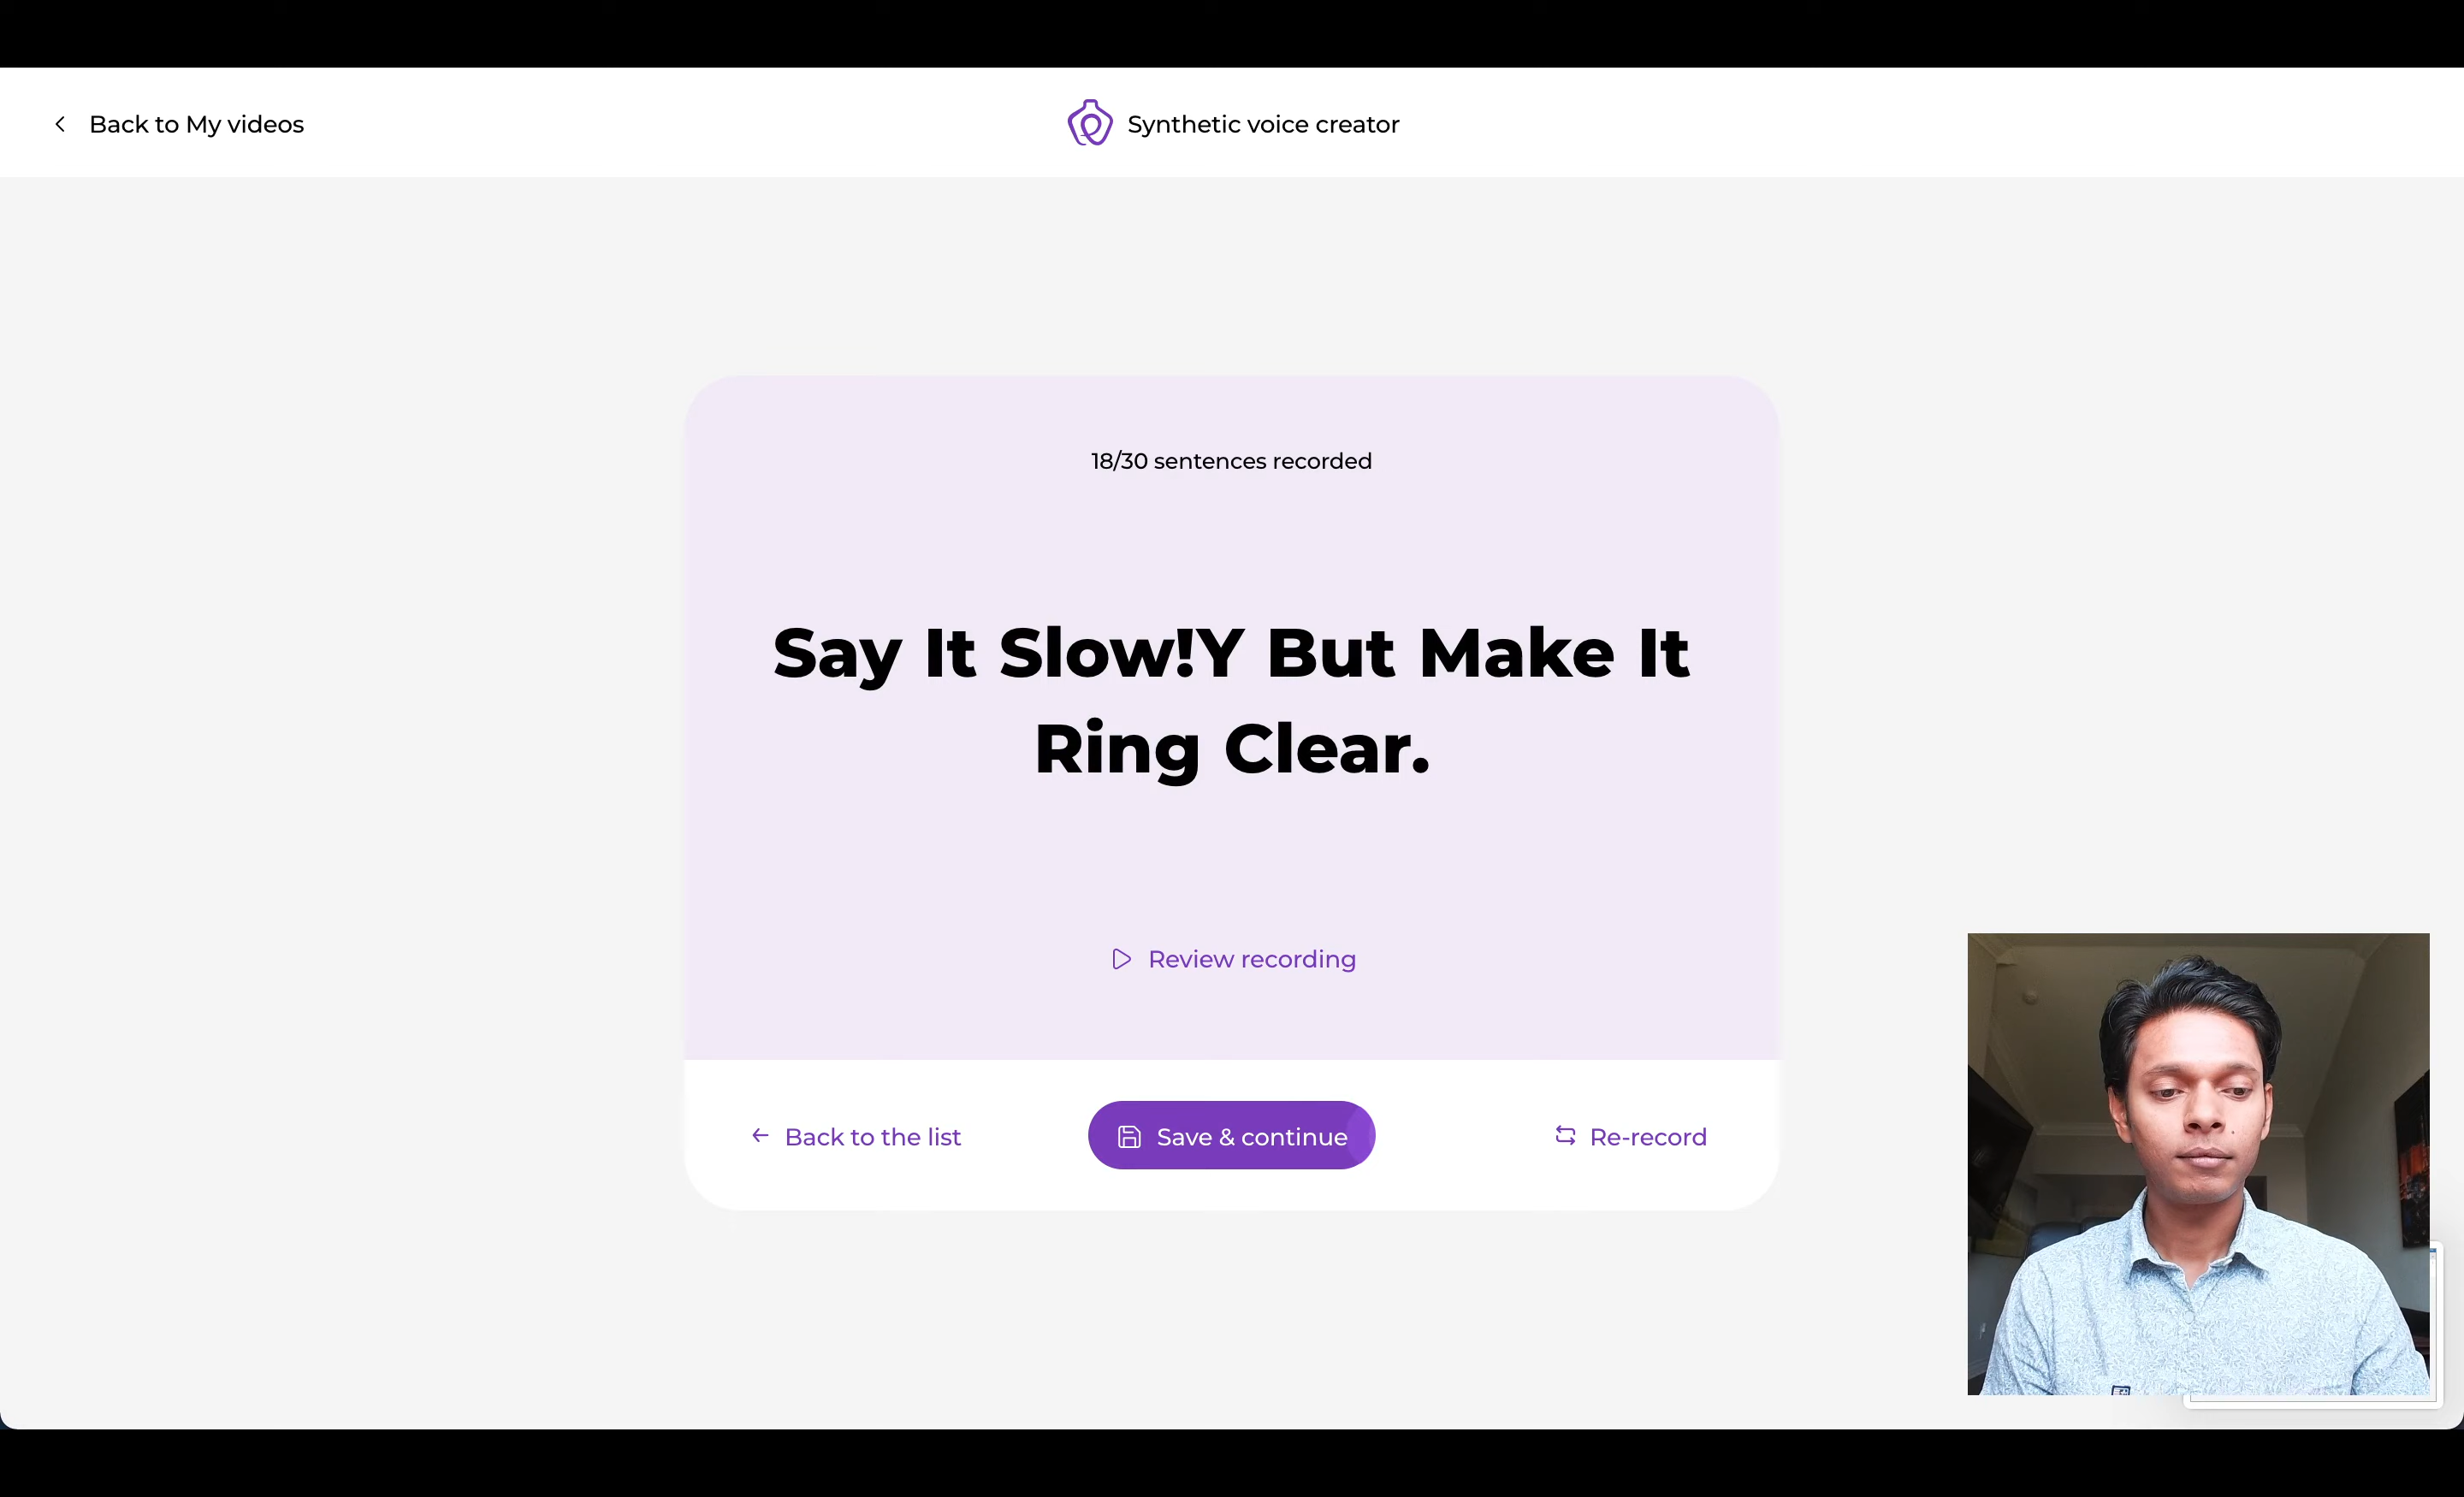 Back to My videos
Synthetic voice creator
18/30 sentences recorded
Say It Slow!Y But Make It
Ring Clear.
Review recording
Back to the list
Save & continue
Re-record